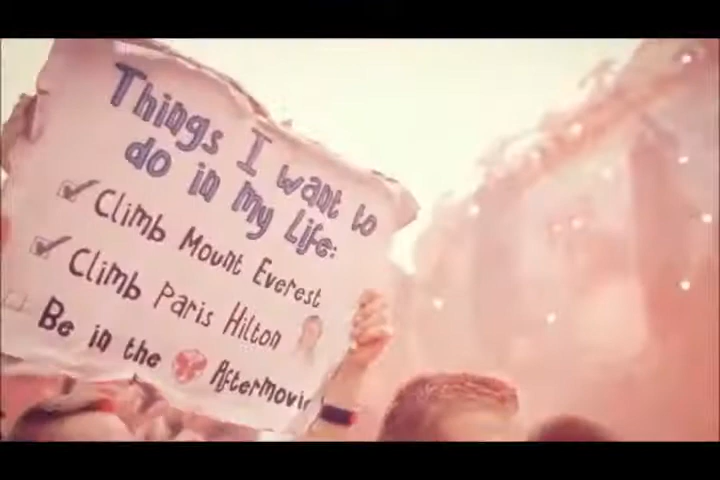 Things I want to
do in my Life:
Climb Mount Everest
Climb Paris Hilton
Be in the Aftermovie